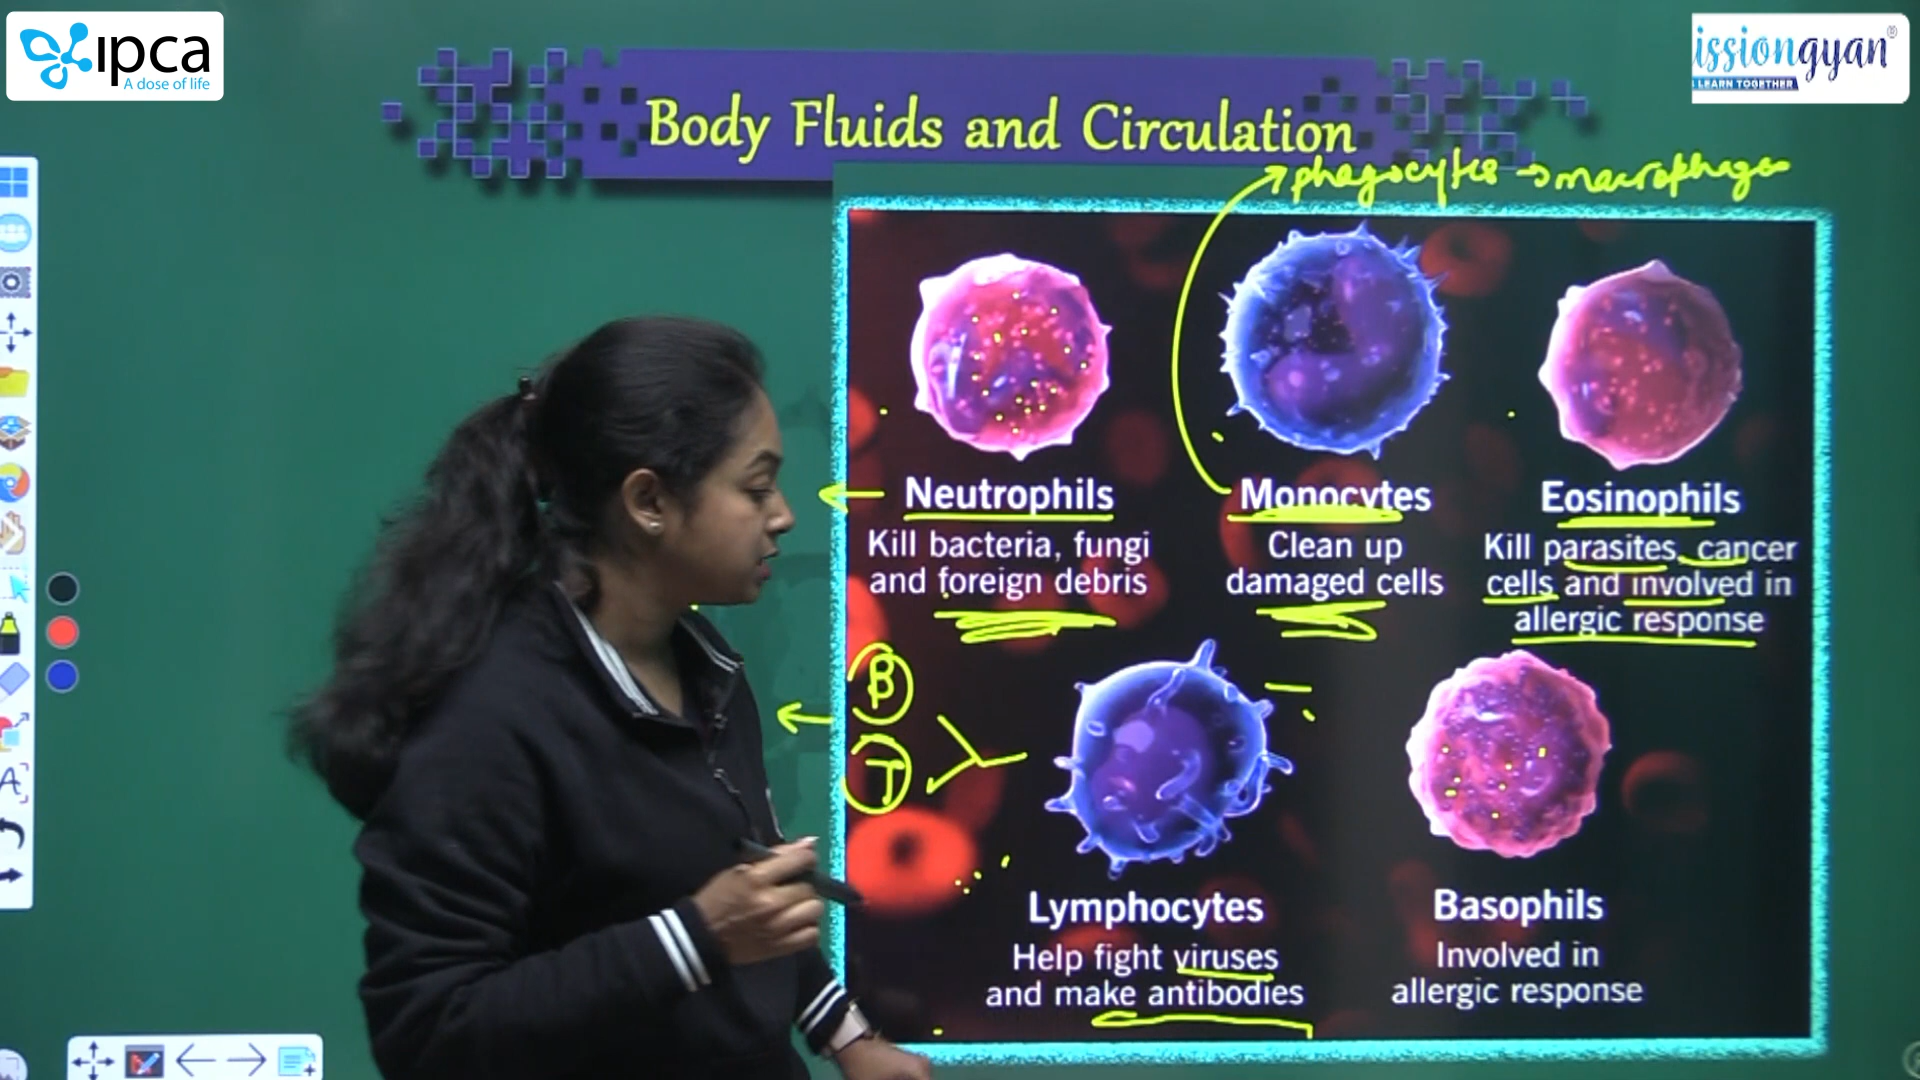 ipca
A dose of life
issiongyan®
LEARN TOGETHER
Body Fluids and Circulation
phagocytes → macrophages
Neutrophils
Kill bacteria, fungi
and foreign debris
Monocytes
Clean up
damaged cells
Eosinophils
Kill parasites, cancer
cells and involved in
allergic response
B
T
Lymphocytes
Help fight viruses
and make antibodies
Basophils
Involved in
allergic response
A